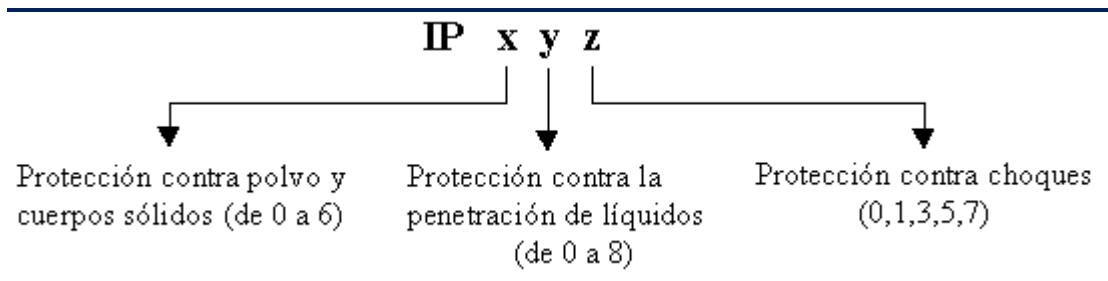 IP x y z
Protección contra polvo y
cuerpos sólidos (de 0 a 6)
Protección contra la
penetración de líquidos
(de 0 a 8)
Protección contra choques
(0,1,3,5,7)